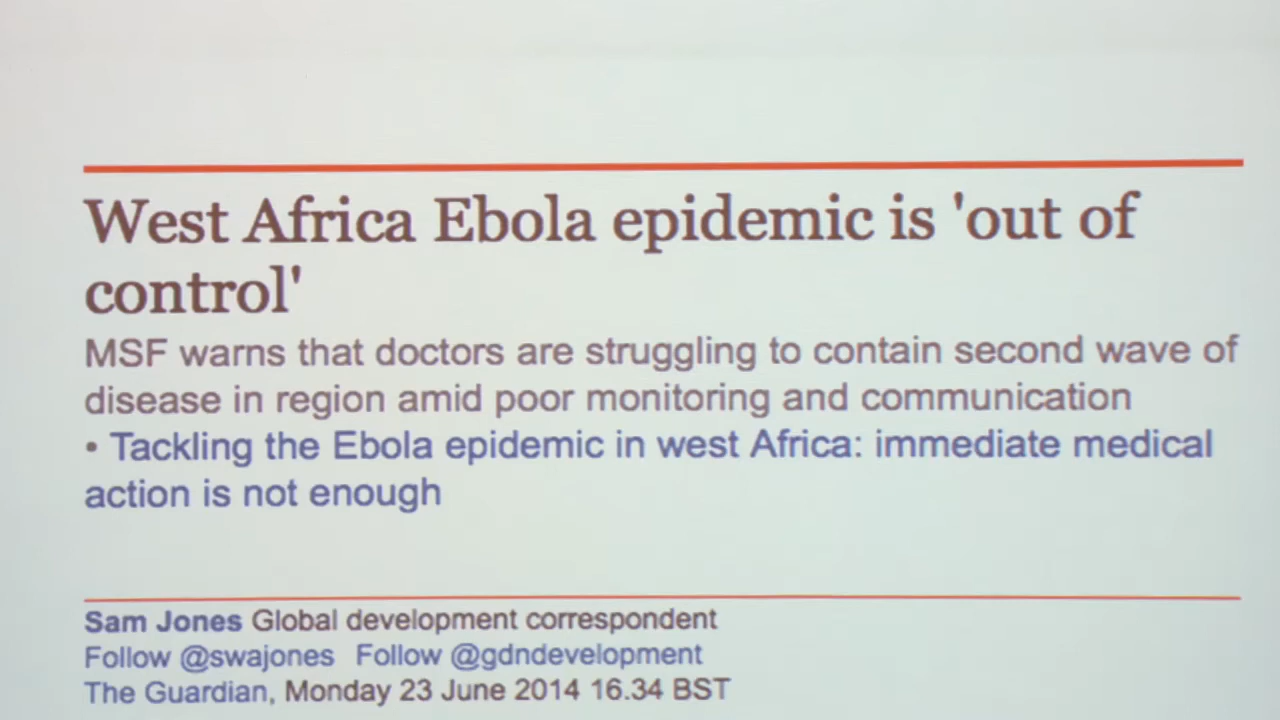 West Africa Ebola epidemic is 'out of
control'
MSF warns that doctors are struggling to contain second wave of
disease in region amid poor monitoring and communication
• Tackling the Ebola epidemic in west Africa: immediate medical
action is not enough
Sam Jones Global development correspondent
Follow @swajones Follow @gdndevelopment
The Guardian, Monday 23 June 2014 16.34 BST